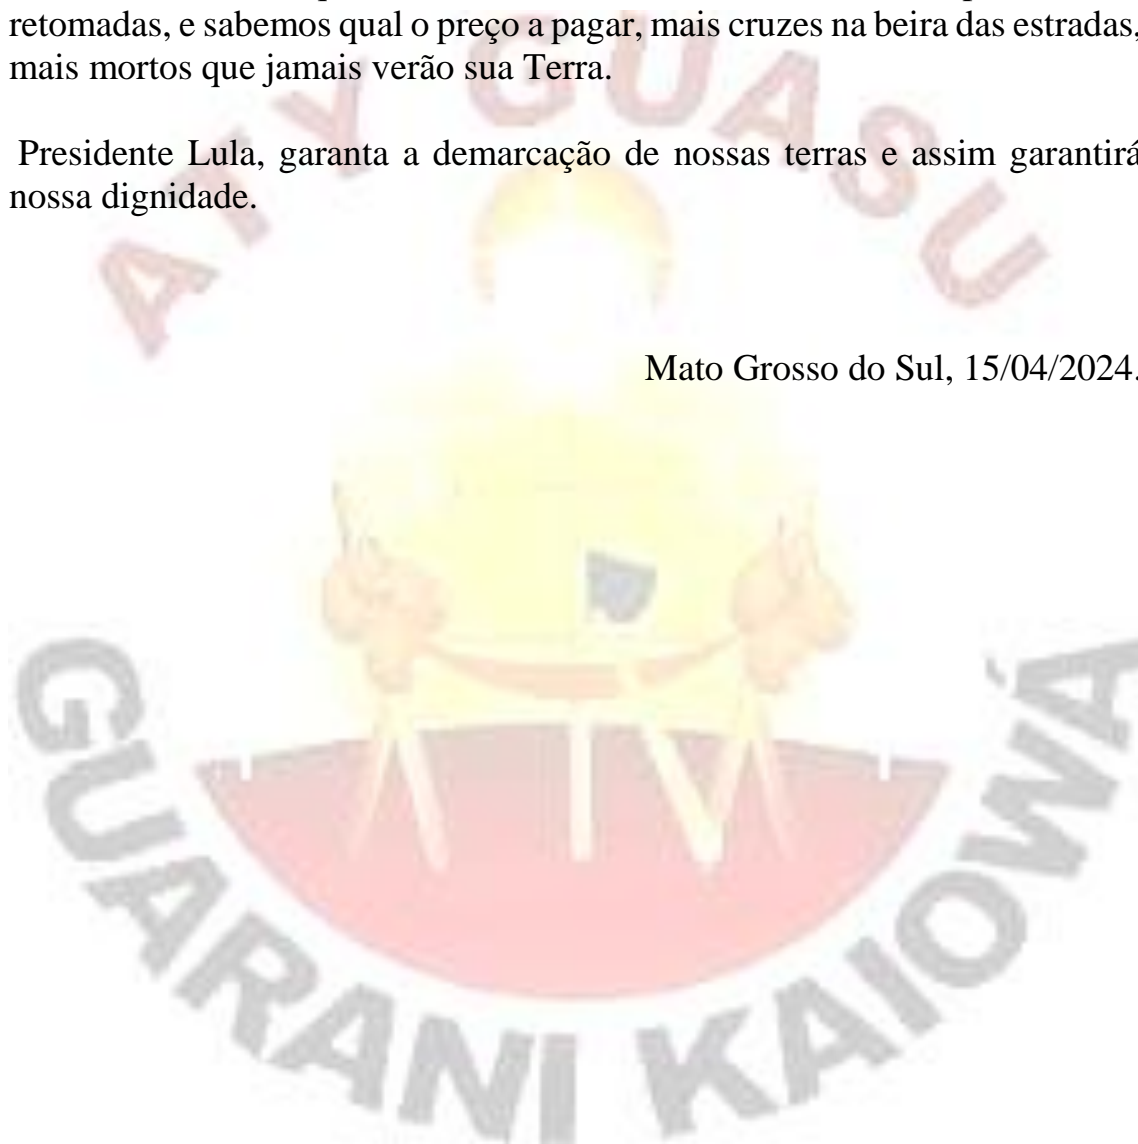 retomadas, e sabemos qual o preço a pagar, mais cruzes na beira das estradas,
mais mortos que jamais verão sua Terra.
Presidente Lula, garanta a demarcação de nossas terras e assim garantirá
nossa dignidade.
ATY GUASU
Mato Grosso do Sul, 15/04/2024.
GUARANI KAIOWÁ